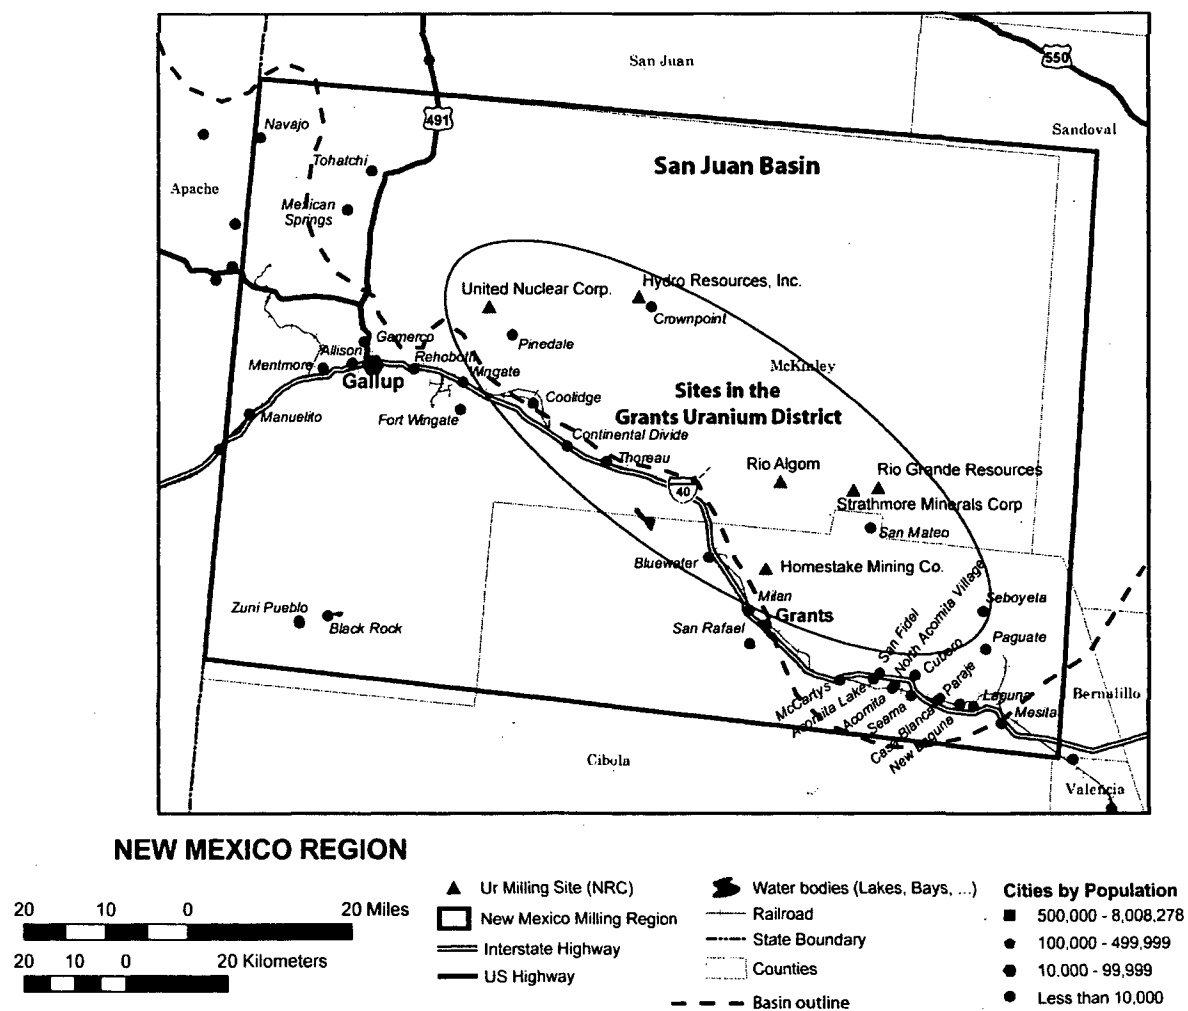 San Juan
550
491
Sandoval
Navajo
Tohatchi
San Juan Basin
Apache
Mexican
Springs
United Nuclear Corp.
Hydro Resources, Inc.
Crownpoint
Pinedale
Gamerco
Allison
Mentmore
Gallup
Rehoboth
Wingate
McKinley
Sites in the
Grants Uranium District
Coolidge
Manuelito
Fort Wingate
Continental Divide
Thoreau
Rio Algom
Rio Grande Resources
40
Strathmore Minerals Corp
San Mateo
Bluewater
Homestake Mining Co.
Milan
Grants
Zuni Pueblo
Black Rock
San Rafael
San Fidel
North Acomita Village
Seboyeta
Cubero
Paguate
McCartys
Acomita Lake
Acomita
Seama
Casa Blanca
New Laguna
Paraje
Laguna
Mesita
Bernalillo
Cibola
Valencia
NEW MEXICO REGION
20 10 0 20 Miles
20 10 0 20 Kilometers
Ur Milling Site (NRC)
New Mexico Milling Region
Interstate Highway
US Highway
Water bodies (Lakes, Bays, ...)
Railroad
State Boundary
Counties
Basin outline
Cities by Population
500,000 - 8,008,278
100,000 - 499,999
10.000 - 99,999
Less than 10,000